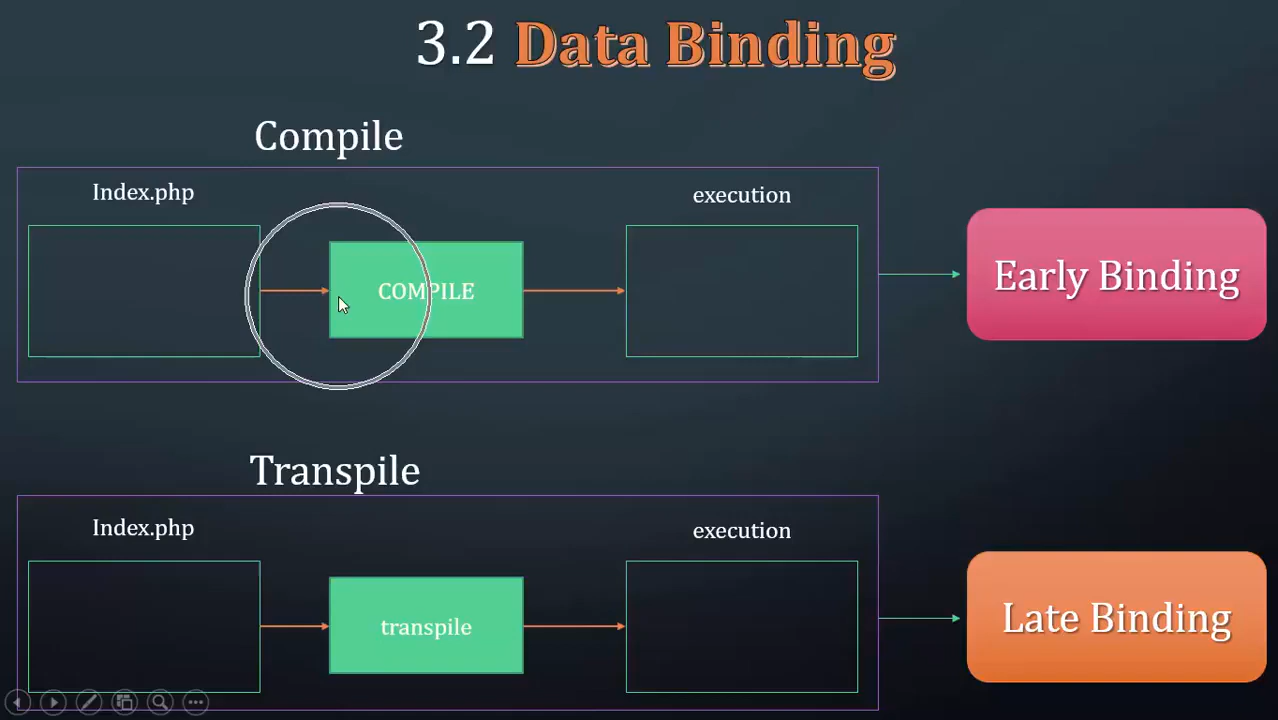 3.2 Data Binding
Compile
Index.php
execution
COMPILE
Early Binding
Transpile
Index.php
execution
transpile
Late Binding